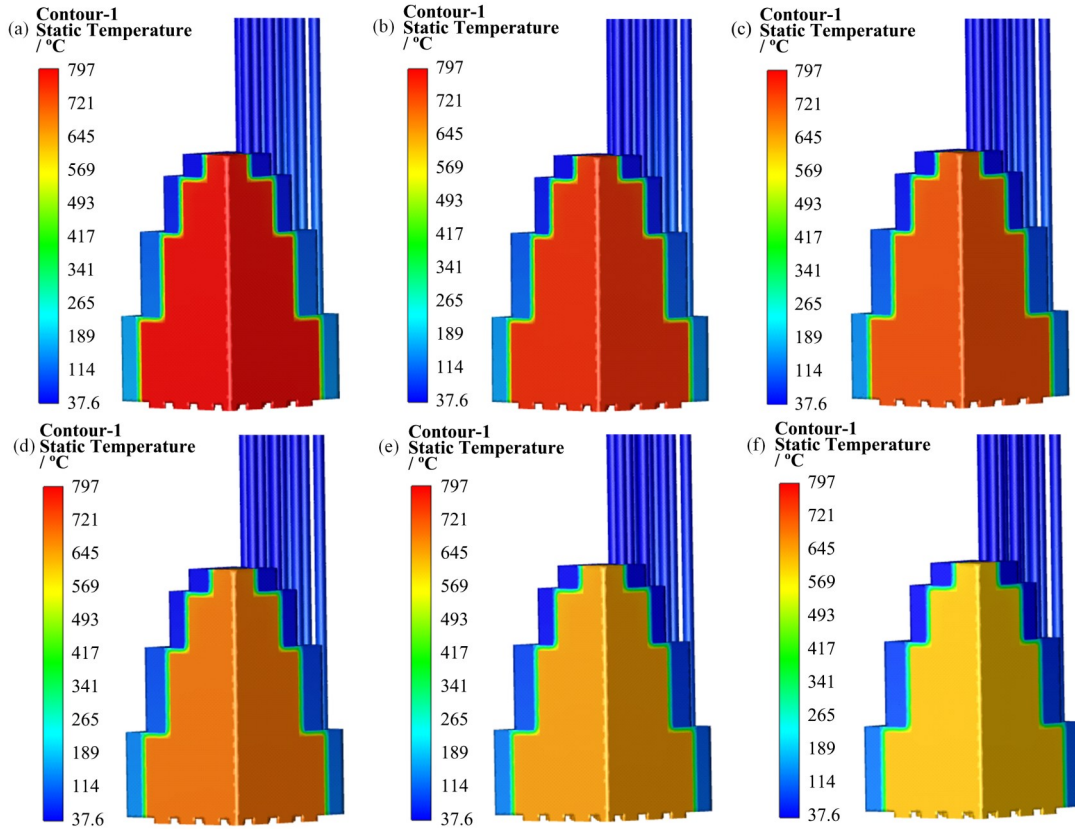 (a)
Contour-1
Static Temperature
/ ºC
797
721
645
569
493
417
341
265
189
114
37.6
(b)
Contour-1
Static Temperature
/ ºC
797
721
645
569
493
417
341
265
189
114
37.6
(c)
Contour-1
Static Temperature
/ ºC
797
721
645
569
493
417
341
265
189
114
37.6
(d)
Contour-1
Static Temperature
/ ºC
797
721
645
569
493
417
341
265
189
114
37.6
(e)
Contour-1
Static Temperature
/ ºC
797
721
645
569
493
417
341
265
189
114
37.6
(f)
Contour-1
Static Temperature
/ ºC
797
721
645
569
493
417
341
265
189
114
37.6